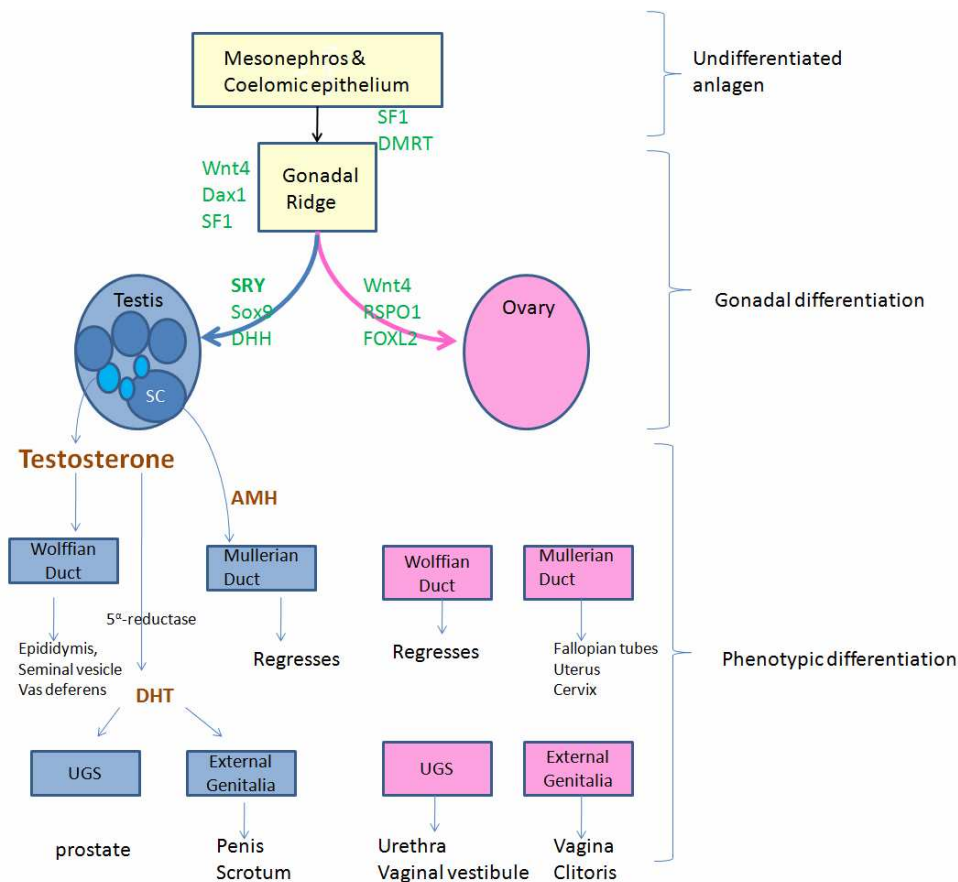 Mesonephros &
Coelomic epithelium
Undifferentiated
anlagen
SF1
DMRT
Wnt4
Dax1
SF1
Gonadal
Ridge
Gonadal differentiation
Testis
SRY
Sox9
DHH
Wnt4
RSPO1
FOXL2
Ovary
SC
Testosterone
AMH
Wolffian
Duct
Mullerian
Duct
Wolffian
Duct
Mullerian
Duct
5α-reductase
Epididymis,
Seminal vesicle
Vas deferens
Regresses
Regresses
Fallopian tubes
Uterus
Cervix
Phenotypic differentiation
DHT
UGS
External
Genitalia
UGS
External
Genitalia
prostate
Penis
Scrotum
Urethra
Vaginal vestibule
Vagina
Clitoris